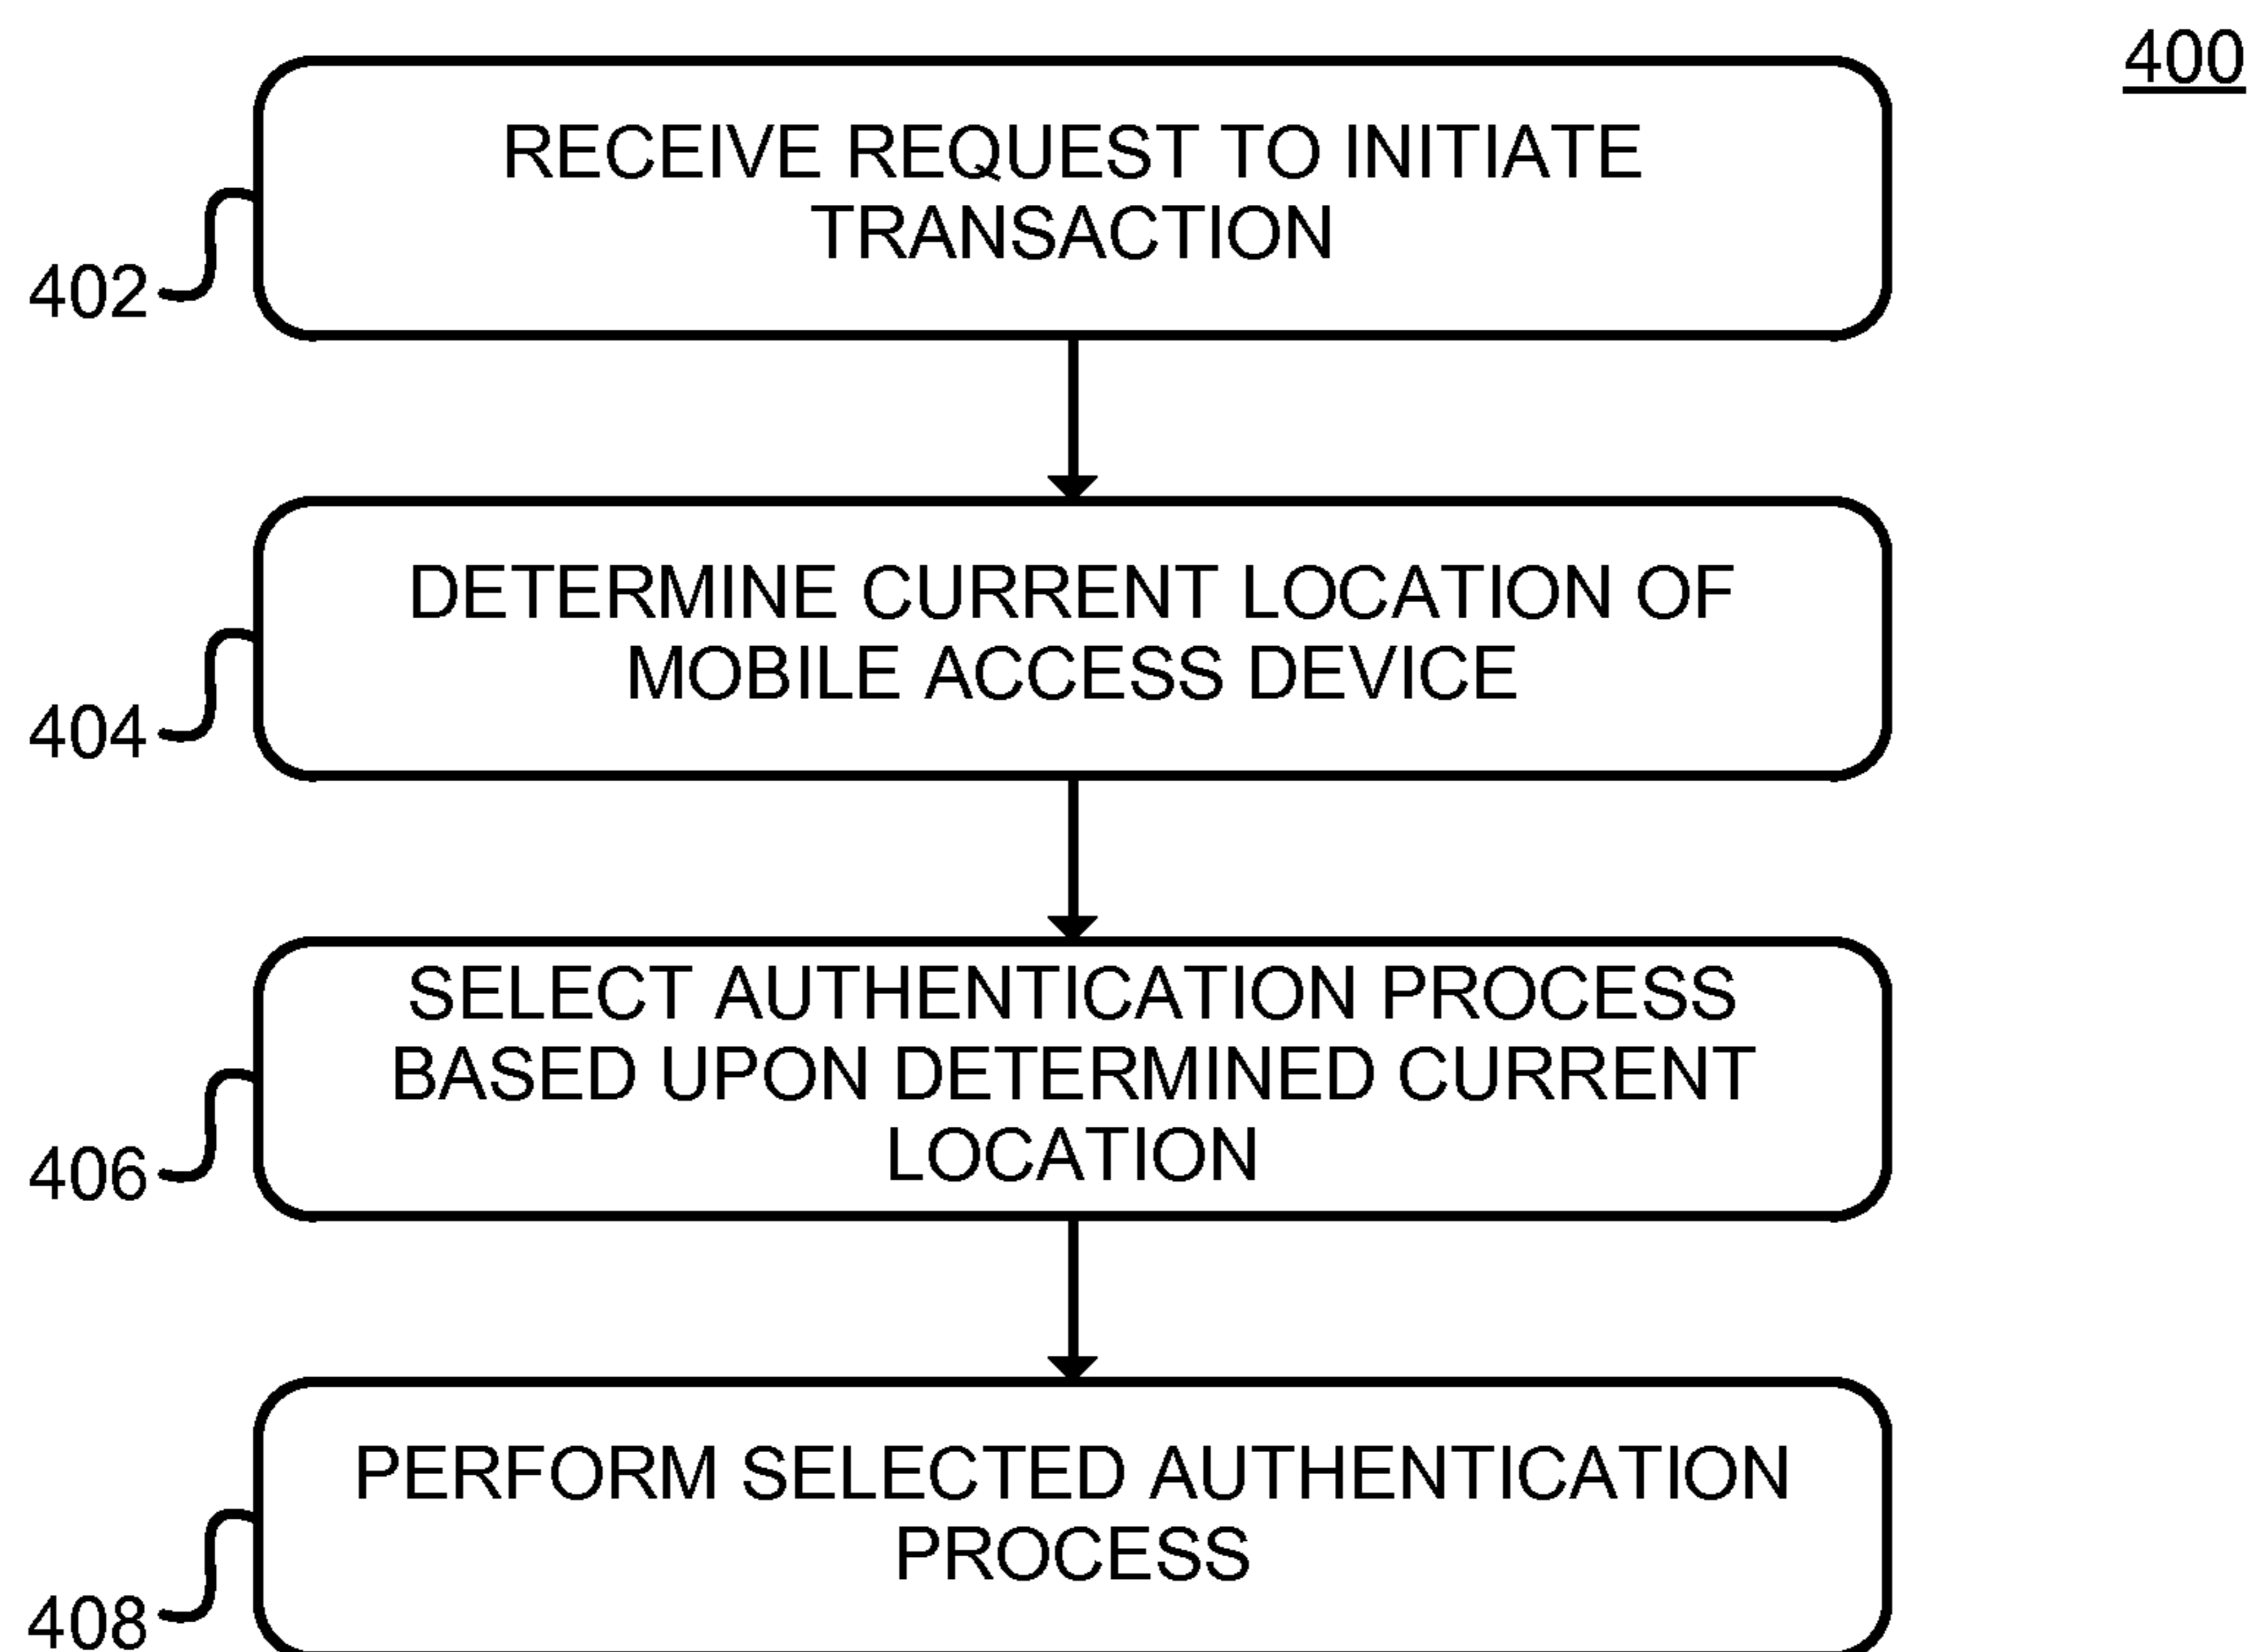 400
RECEIVE REQUEST TO INITIATE
TRANSACTION
402
DETERMINE CURRENT LOCATION OF
MOBILE ACCESS DEVICE
404
SELECT AUTHENTICATION PROCESS
BASED UPON DETERMINED CURRENT
LOCATION
406
PERFORM SELECTED AUTHENTICATION
PROCESS
408